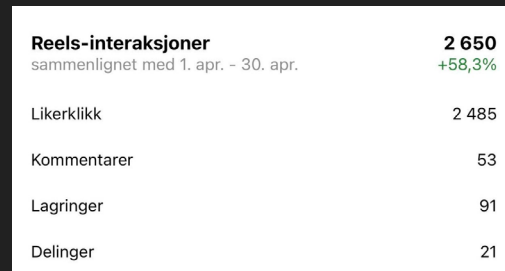 Reels-interaksjoner 2 650
sammenlignet med 1. apr. - 30. apr. +58,3%
Likerklikk 2 485
Kommentarer 53
Lagringer 91
Delinger 21